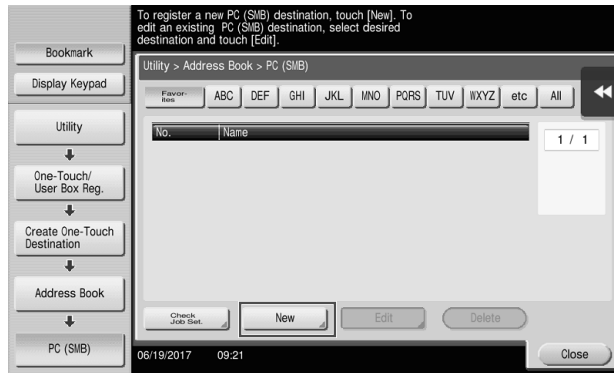 To register a new PC (SMB) destination, touch [New]. To
edit an existing PC (SMB) destination, select desired
destination and touch [Edit].
Bookmark
Display Keypad
Utility
One-Touch/
User Box Reg.
Create One-Touch
Destination
Address Book
PC (SMB)
Utility > Address Book > PC (SMB)
Favor-
ites
ABC
DEF
GHI
JKL
MNO
PQRS
TUV
WXYZ
etc
All
No.
Name
1 / 1
Check
Job Set.
New
Edit
Delete
06/19/2017 09:21
Close